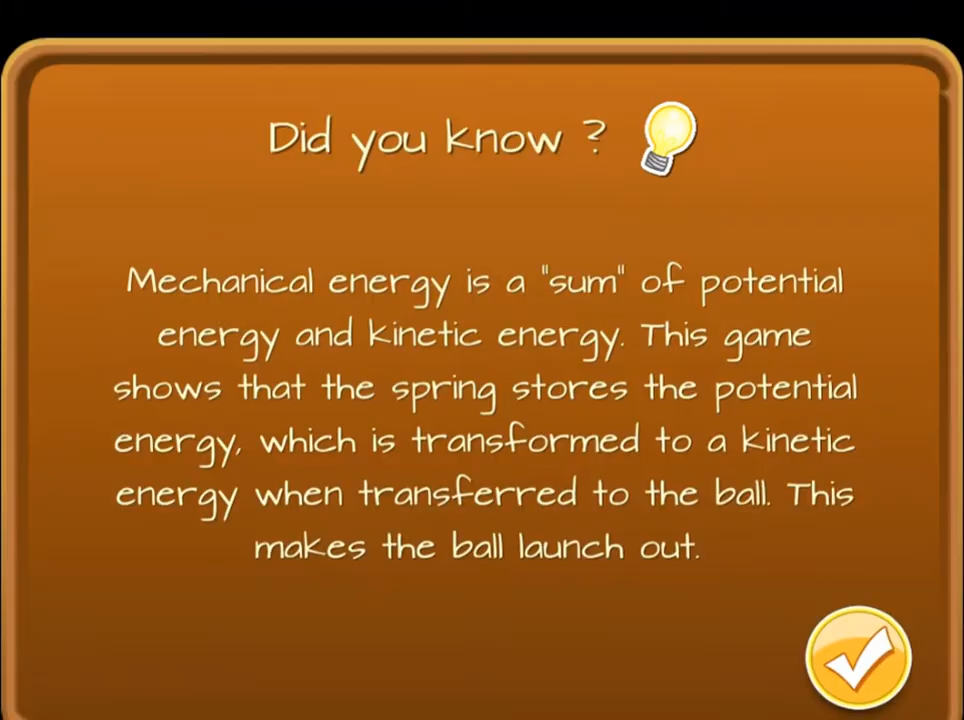 Did you know ?
Mechanical energy is a "sum" of potential
energy and kinetic energy. This game
shows that the spring stores the potential
energy, which is transformed to a kinetic
energy when transferred to the ball. This
makes the ball launch out.